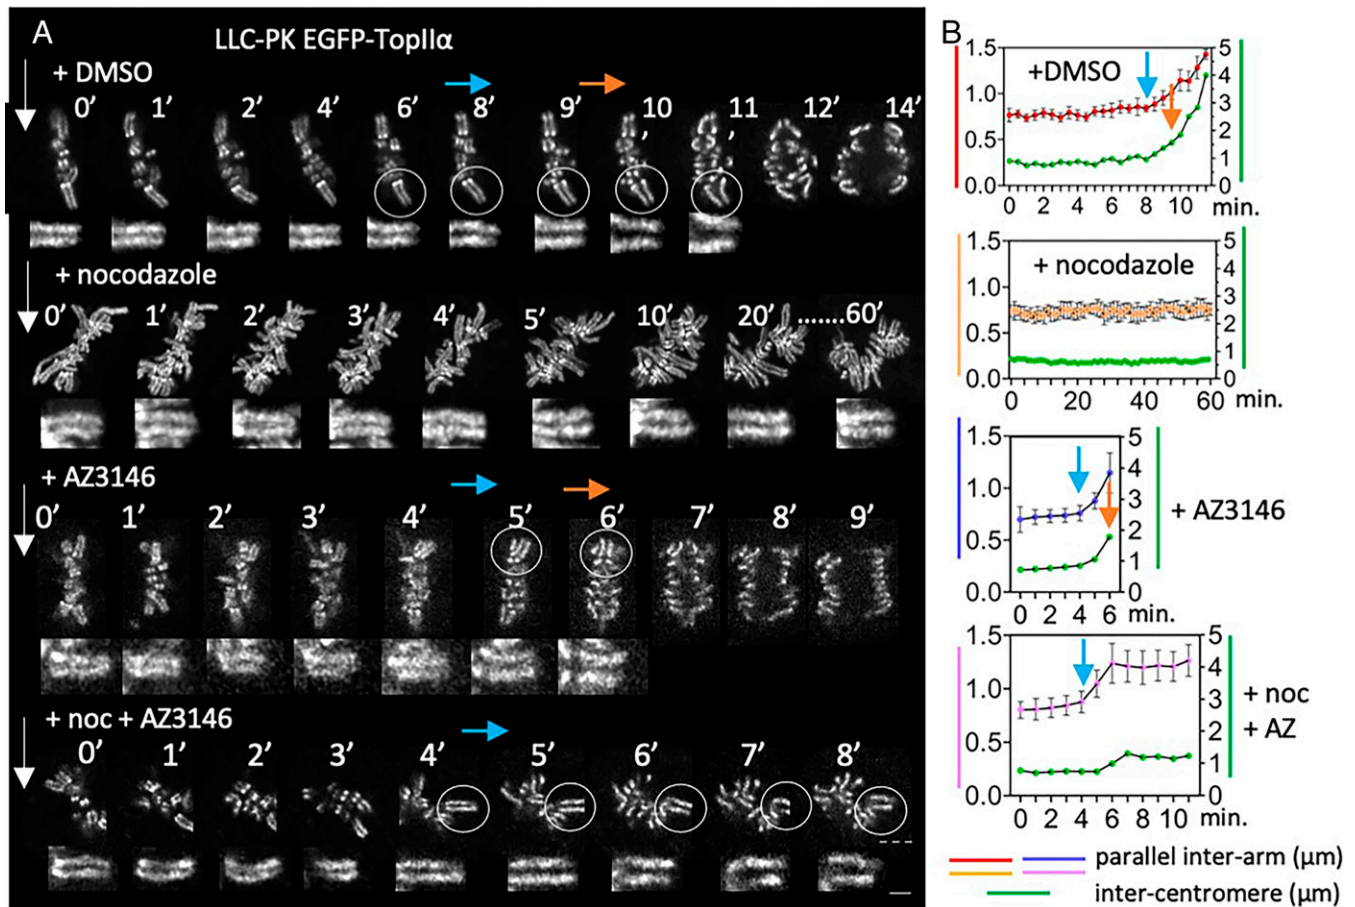 A
LLC-PK EGFP-TopIIα
+ DMSO
0’ 1’ 2’ 4’ 6’ 8’ 9’ 10 ’ 11 ’ 12’ 14’
+ nocodazole
0’ 1’ 2’ 3’ 4’ 5’ 10’ 20’ .......60’
+ AZ3146
0’ 1’ 2’ 3’ 4’ 5’ 6’ 7’ 8’ 9’
+ noc + AZ3146
0’ 1’ 2’ 3’ 4’ 5’ 6’ 7’ 8’
B
1.5 5
+DMSO
4
1.0
3
0.5 2
1
0.0 0
0 2 4 6 8 10 min.
1.5 5
+ nocodazole
4
1.0
3
0.5 2
1
0.0 0
0 20 40 60 min.
1.5 5
4
1.0
3
+ AZ3146
0.5 2
1
0.0 0
0 2 4 6 min.
1.5 5
4
+ noc
1.0
3
+ AZ
0.5 2
1
0.0 0
0 2 4 6 8 10 min.
parallel inter-arm (µm)
inter-centromere (µm)